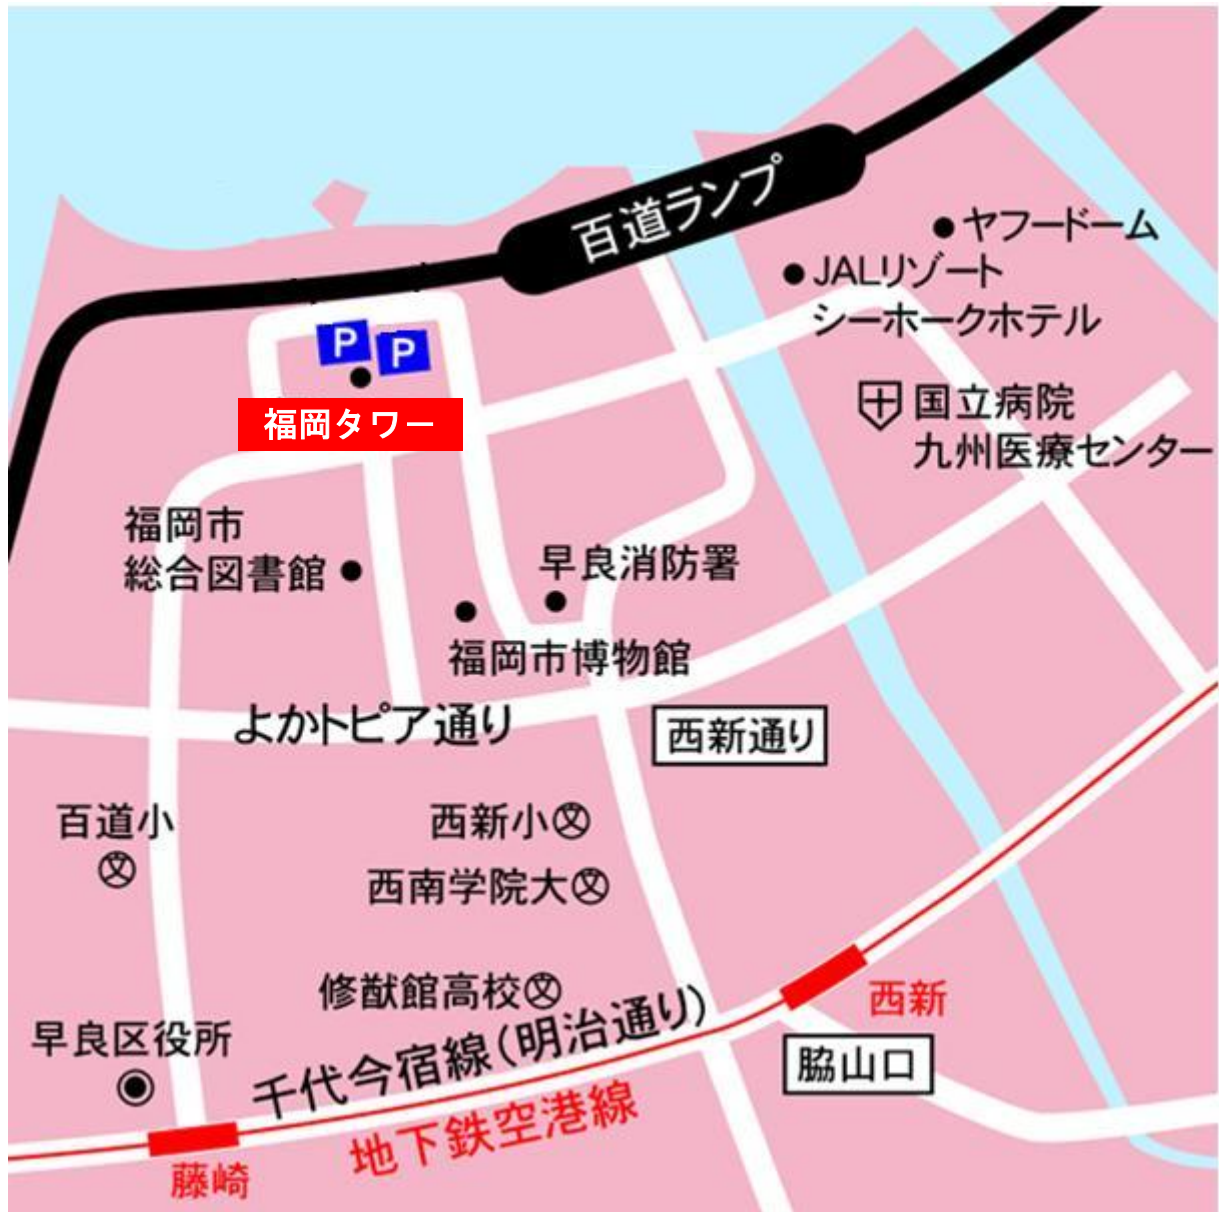 百道ランプ
ヤフードーム
JALリゾート
シーホークホテル
P
P
福岡タワー
国立病院
九州医療センター
福岡市
総合図書館
早良消防署
福岡市博物館
よかトピア通り
西新通り
百道小
文
西新小文
西南学院大文
修猷館高校文
千代今宿線(明治通り)
西新
早良区役所
脇山口
地下鉄空港線
藤崎